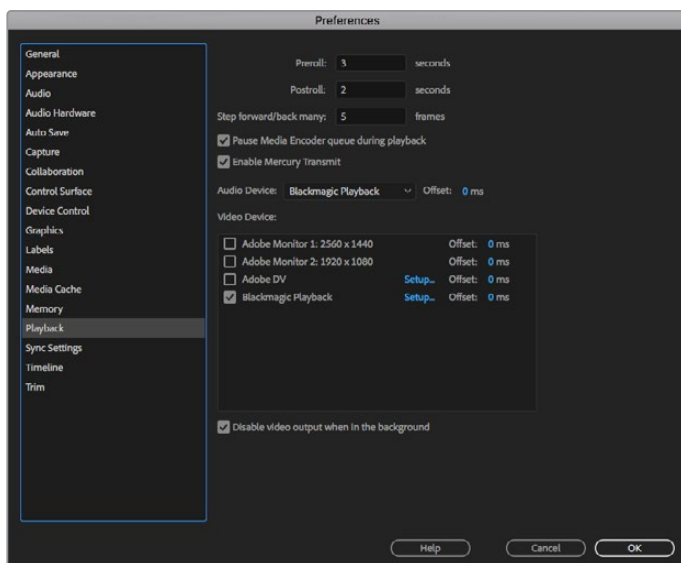 Preferences
General
Appearance
Audio
Audio Hardware
Auto Save
Capture
Collaboration
Control Surface
Device Control
Graphics
Labels
Media
Media Cache
Memory
Playback
Sync Settings
Timeline
Trim
Preroll: 3 seconds
Postroll: 2 seconds
Step forward/back many: 5 frames
Pause Media Encoder queue during playback
Enable Mercury Transmit
Audio Device: Blackmagic Playback Offset: 0 ms
Video Device:
Adobe Monitor 1: 2560 x 1440 Offset: 0 ms
Adobe Monitor 2: 1920 x 1080 Offset: 0 ms
Adobe DV Setup... Offset: 0 ms
Blackmagic Playback Setup... Offset: 0 ms
Disable video output when in the background
Help Cancel OK